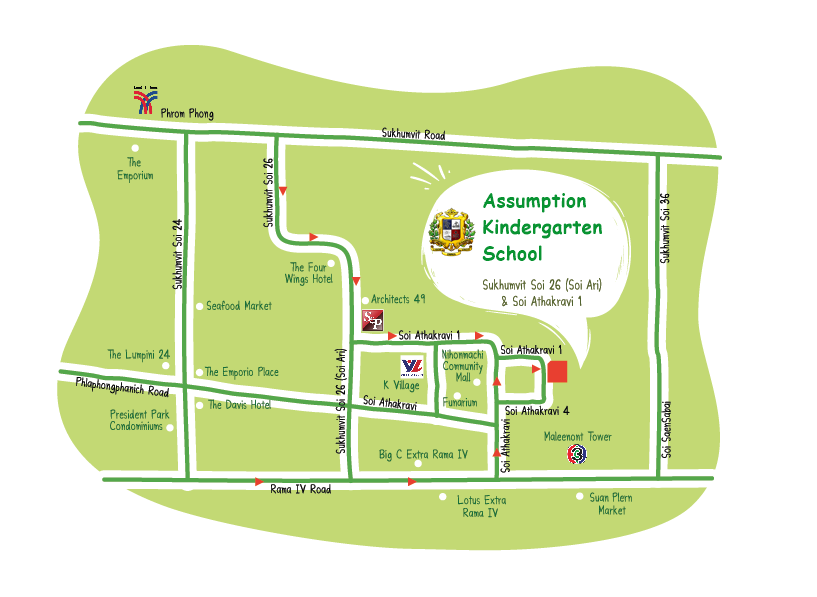 Phrom Phong
Sukhumvit Road
The
Emporium
Sukhumvit Soi 26
Sukhumvit Soi 24
Sukhumvit Soi 36
Assumption
Kindergarten
School
Sukhumvit Soi 26 (Soi Ari)
& Soi Athakravi 1
The Four
Wings Hotel
Architects 49
Seafood Market
S&P
Soi Athakravi 1
Soi Athakravi 1
The Lumpini 24
Nihonmachi
Community
Mall
The Emporio Place
K Village
Phlaphongphanich Road
Sukhumvit Soi 26 (Soi Ari)
The Davis Hotel
Soi Athakravi
Funarium
Soi Athakravi 4
President Park
Condominiums
Soi Athakravi
Soi SaenSabai
Maleenont Tower
3
Big C Extra Rama IV
Rama IV Road
Lotus Extra
Rama IV
Suan Plern
Market